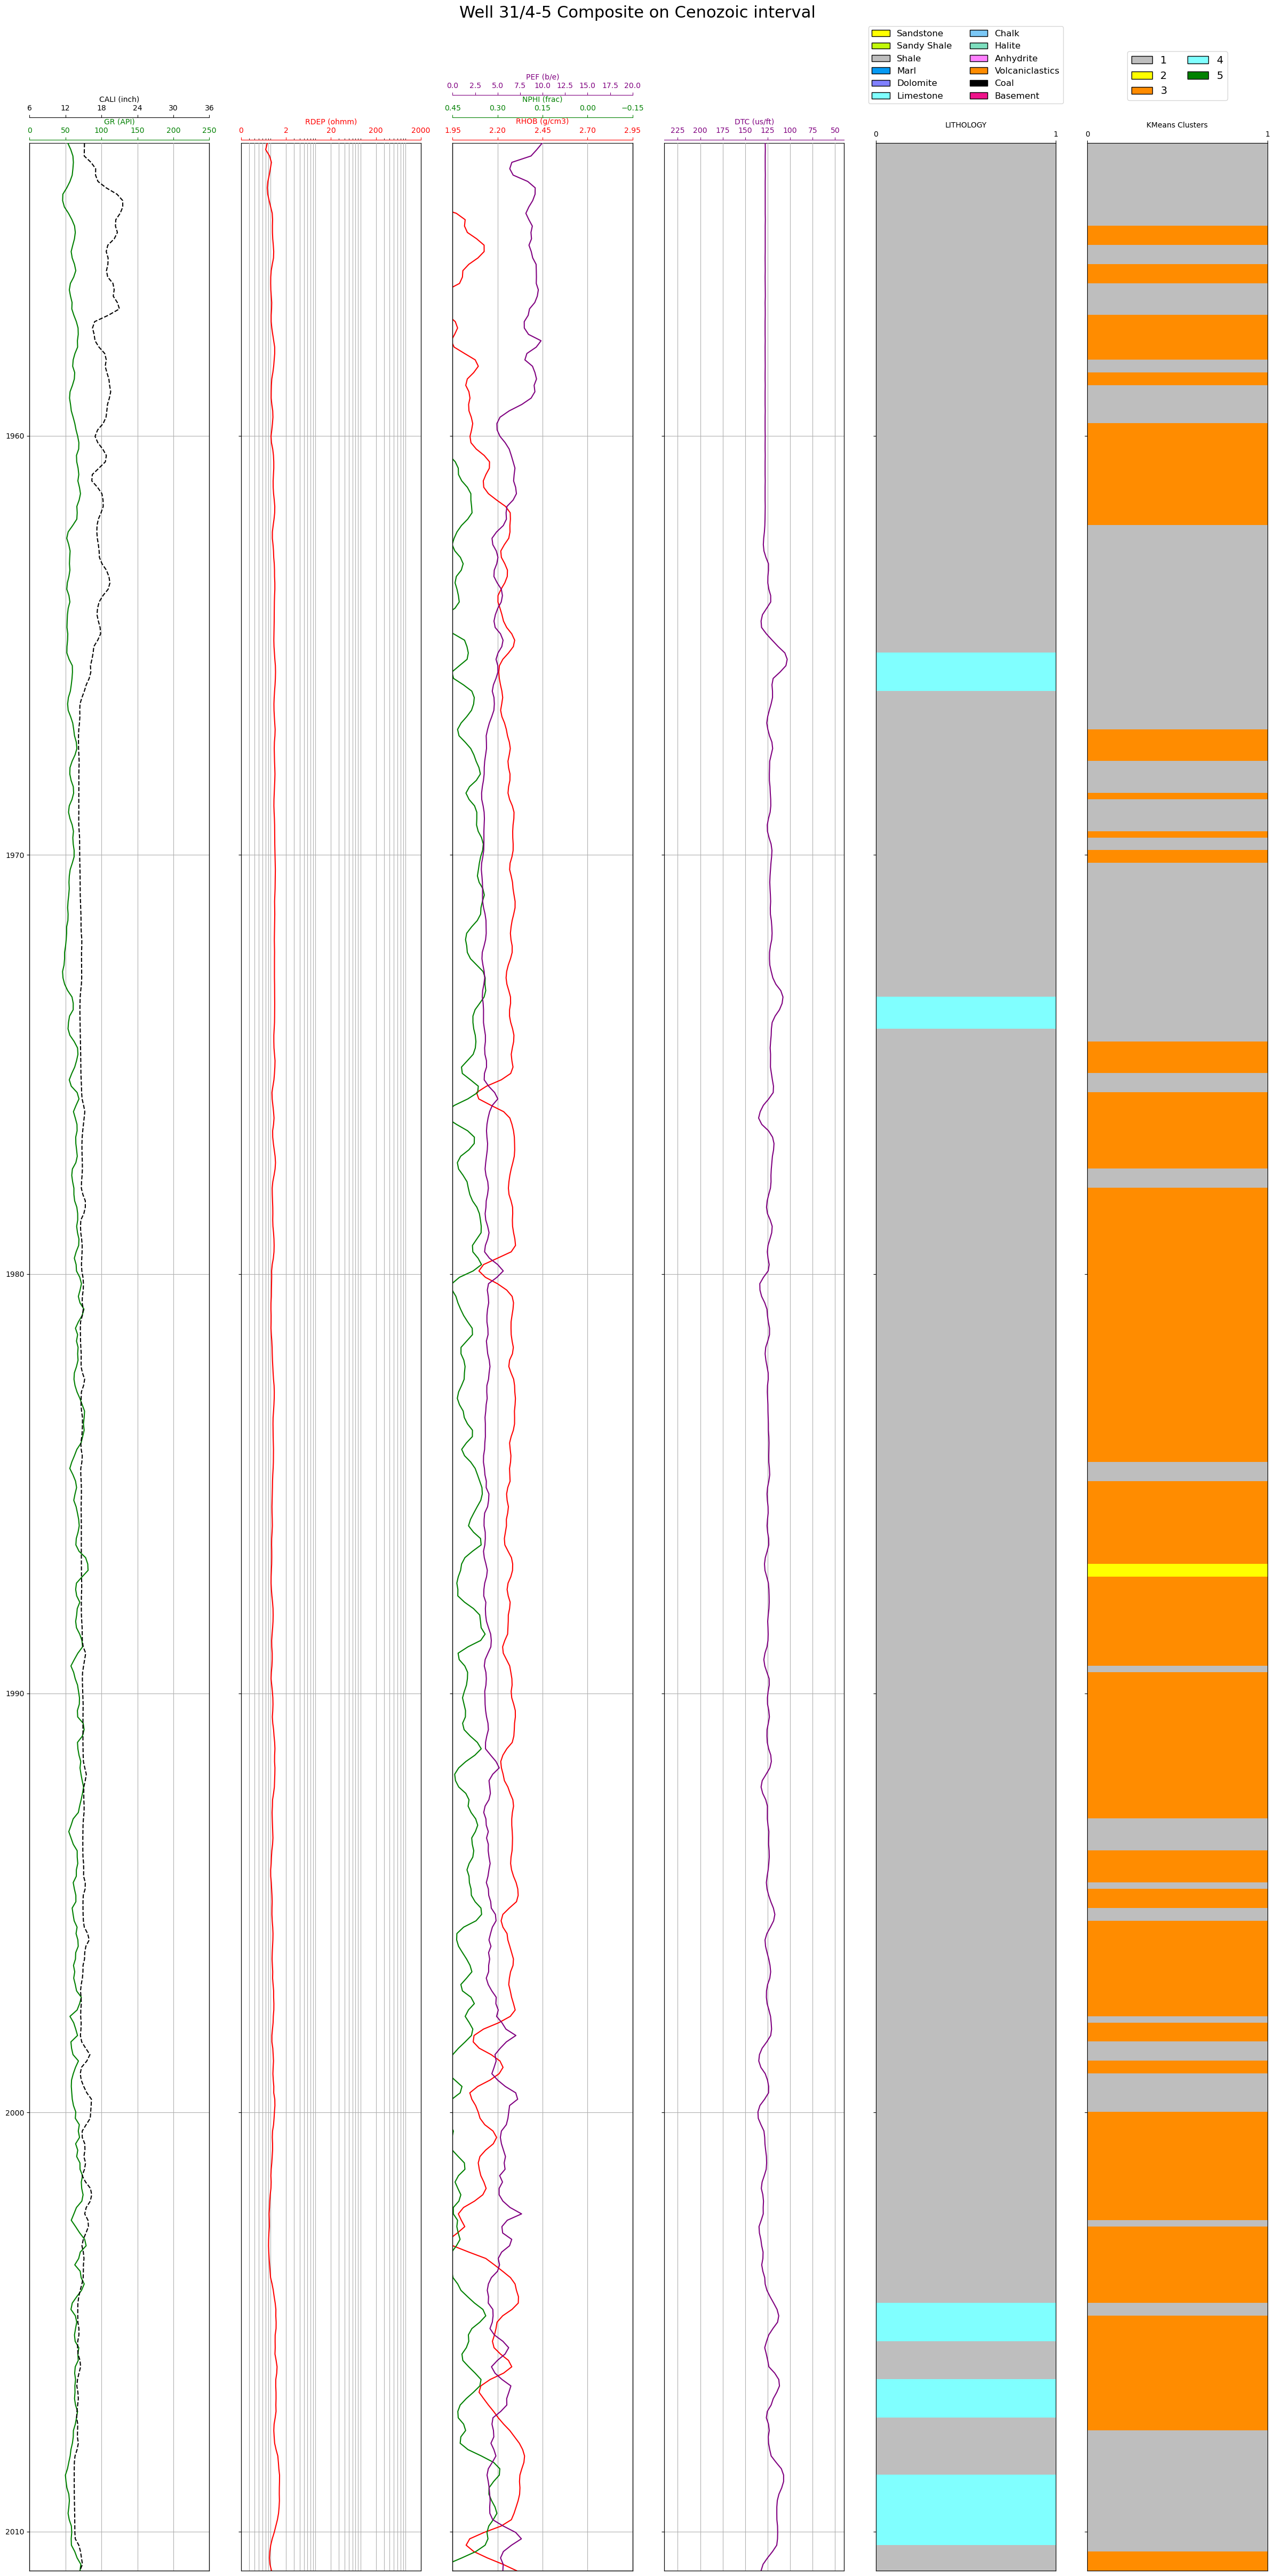 Well 31/4-5 Composite on Cenozoic interval
Sandstone Chalk
Sandy Shale Halite
Shale Anhydrite
Marl Volcaniclastics
Dolomite Coal
Limestone Basement
1 4
2 5
3
PEF (b/e)
0.0 2.5 5.0 7.5 10.0 12.5 15.0 17.5 20.0
CALI (inch)
NPHI (frac)
6 12 18 24 30 36
0.45 0.30 0.15 0.00 −0.15
GR (API)
RDEP (ohmm)
RHOB (g/cm3)
DTC (us/ft)
LITHOLOGY
KMeans Clusters
0 50 100 150 200 250
0 2 20 200 2000
1.95 2.20 2.45 2.70 2.95
225 200 175 150 125 100 75 50
0 1
0 1
1960
1970
1980
1990
2000
2010